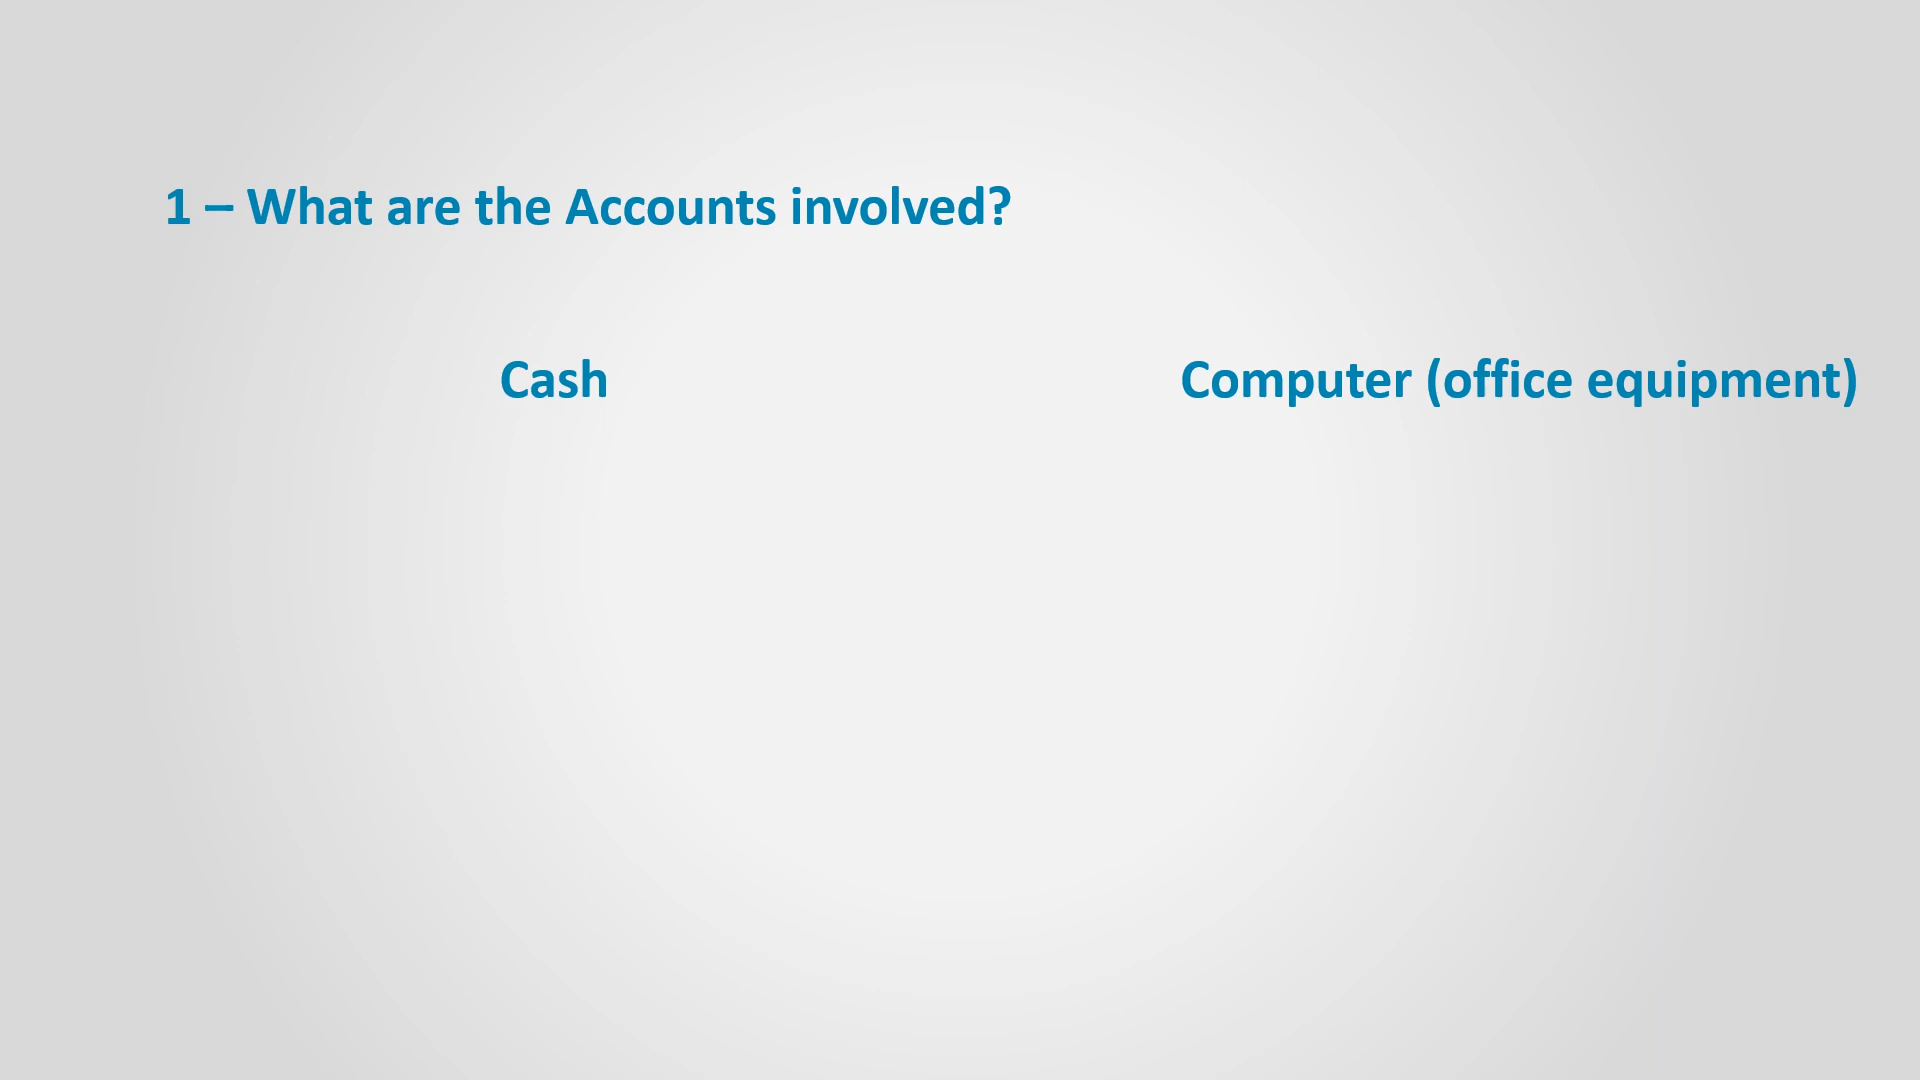 1 – What are the Accounts involved?
Cash Computer (office equipment)